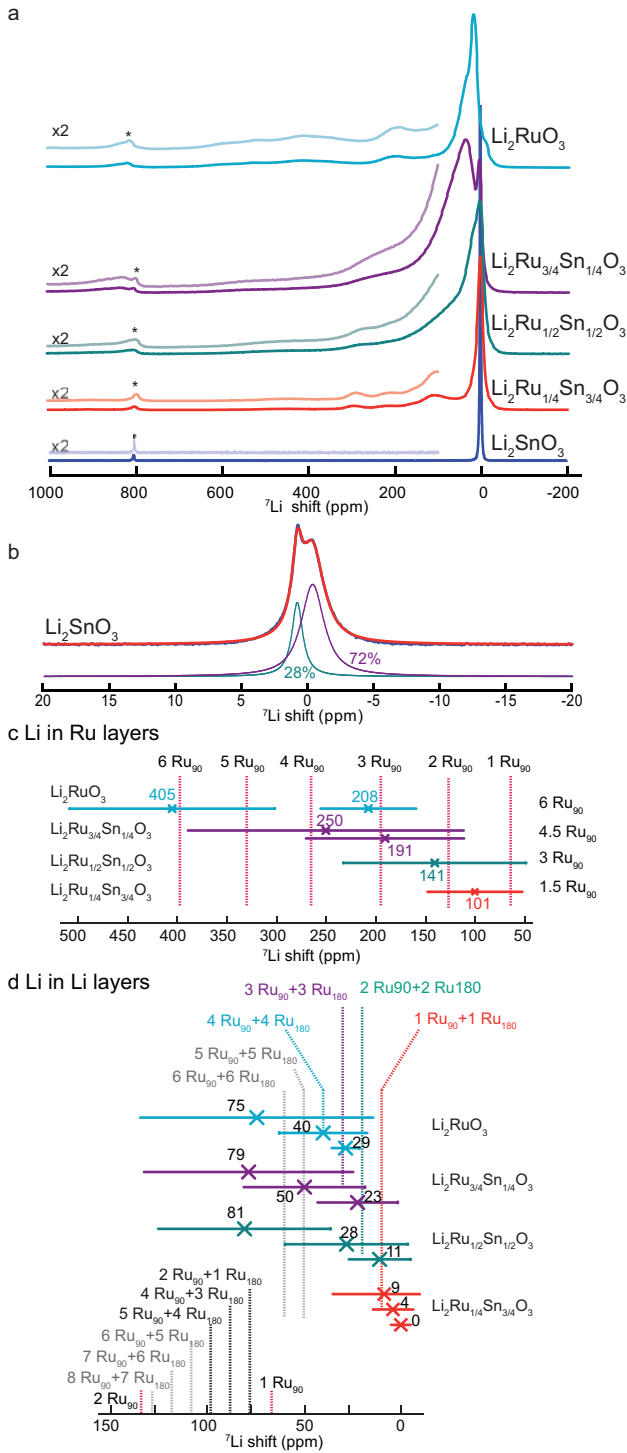 a
x2
*
Li2RuO3
x2
*
Li2Ru3/4Sn1/4O3
x2
*
Li2Ru1/2Sn1/2O3
x2
*
Li2Ru1/4Sn3/4O3
x2
Li2SnO3
1000 800 600 400 200 0 -200
7Li shift (ppm)
b
Li2SnO3
72%
28%
20 15 10 5 0 -5 -10 -15 -20
7Li shift (ppm)
c Li in Ru layers
6 Ru90 5 Ru90 4 Ru90 3 Ru90 2 Ru90 1 Ru90
Li2RuO3 405 208 6 Ru90
Li2Ru3/4Sn1/4O3 250 4.5 Ru90
191
Li2Ru1/2Sn1/2O3 141 3 Ru90
Li2Ru1/4Sn3/4O3 101 1.5 Ru90
500 450 400 350 300 250 200 150 100 50
7Li shift (ppm)
d Li in Li layers
3 Ru90+3 Ru180 2 Ru90+2 Ru180
4 Ru90+4 Ru180 1 Ru90+1 Ru180
5 Ru90+5 Ru180
6 Ru90+6 Ru180
75
40 Li2RuO3
29
79
50 Li2Ru3/4Sn1/4O3
23
81
28 Li2Ru1/2Sn1/2O3
11
9
4 Li2Ru1/4Sn3/4O3
0
2 Ru90+1 Ru180
4 Ru90+3 Ru180
5 Ru90+4 Ru180
6 Ru90+5 Ru180
7 Ru90+6 Ru180
8 Ru90+7 Ru180 1 Ru90
2 Ru90
150 100 50 0
7Li shift (ppm)